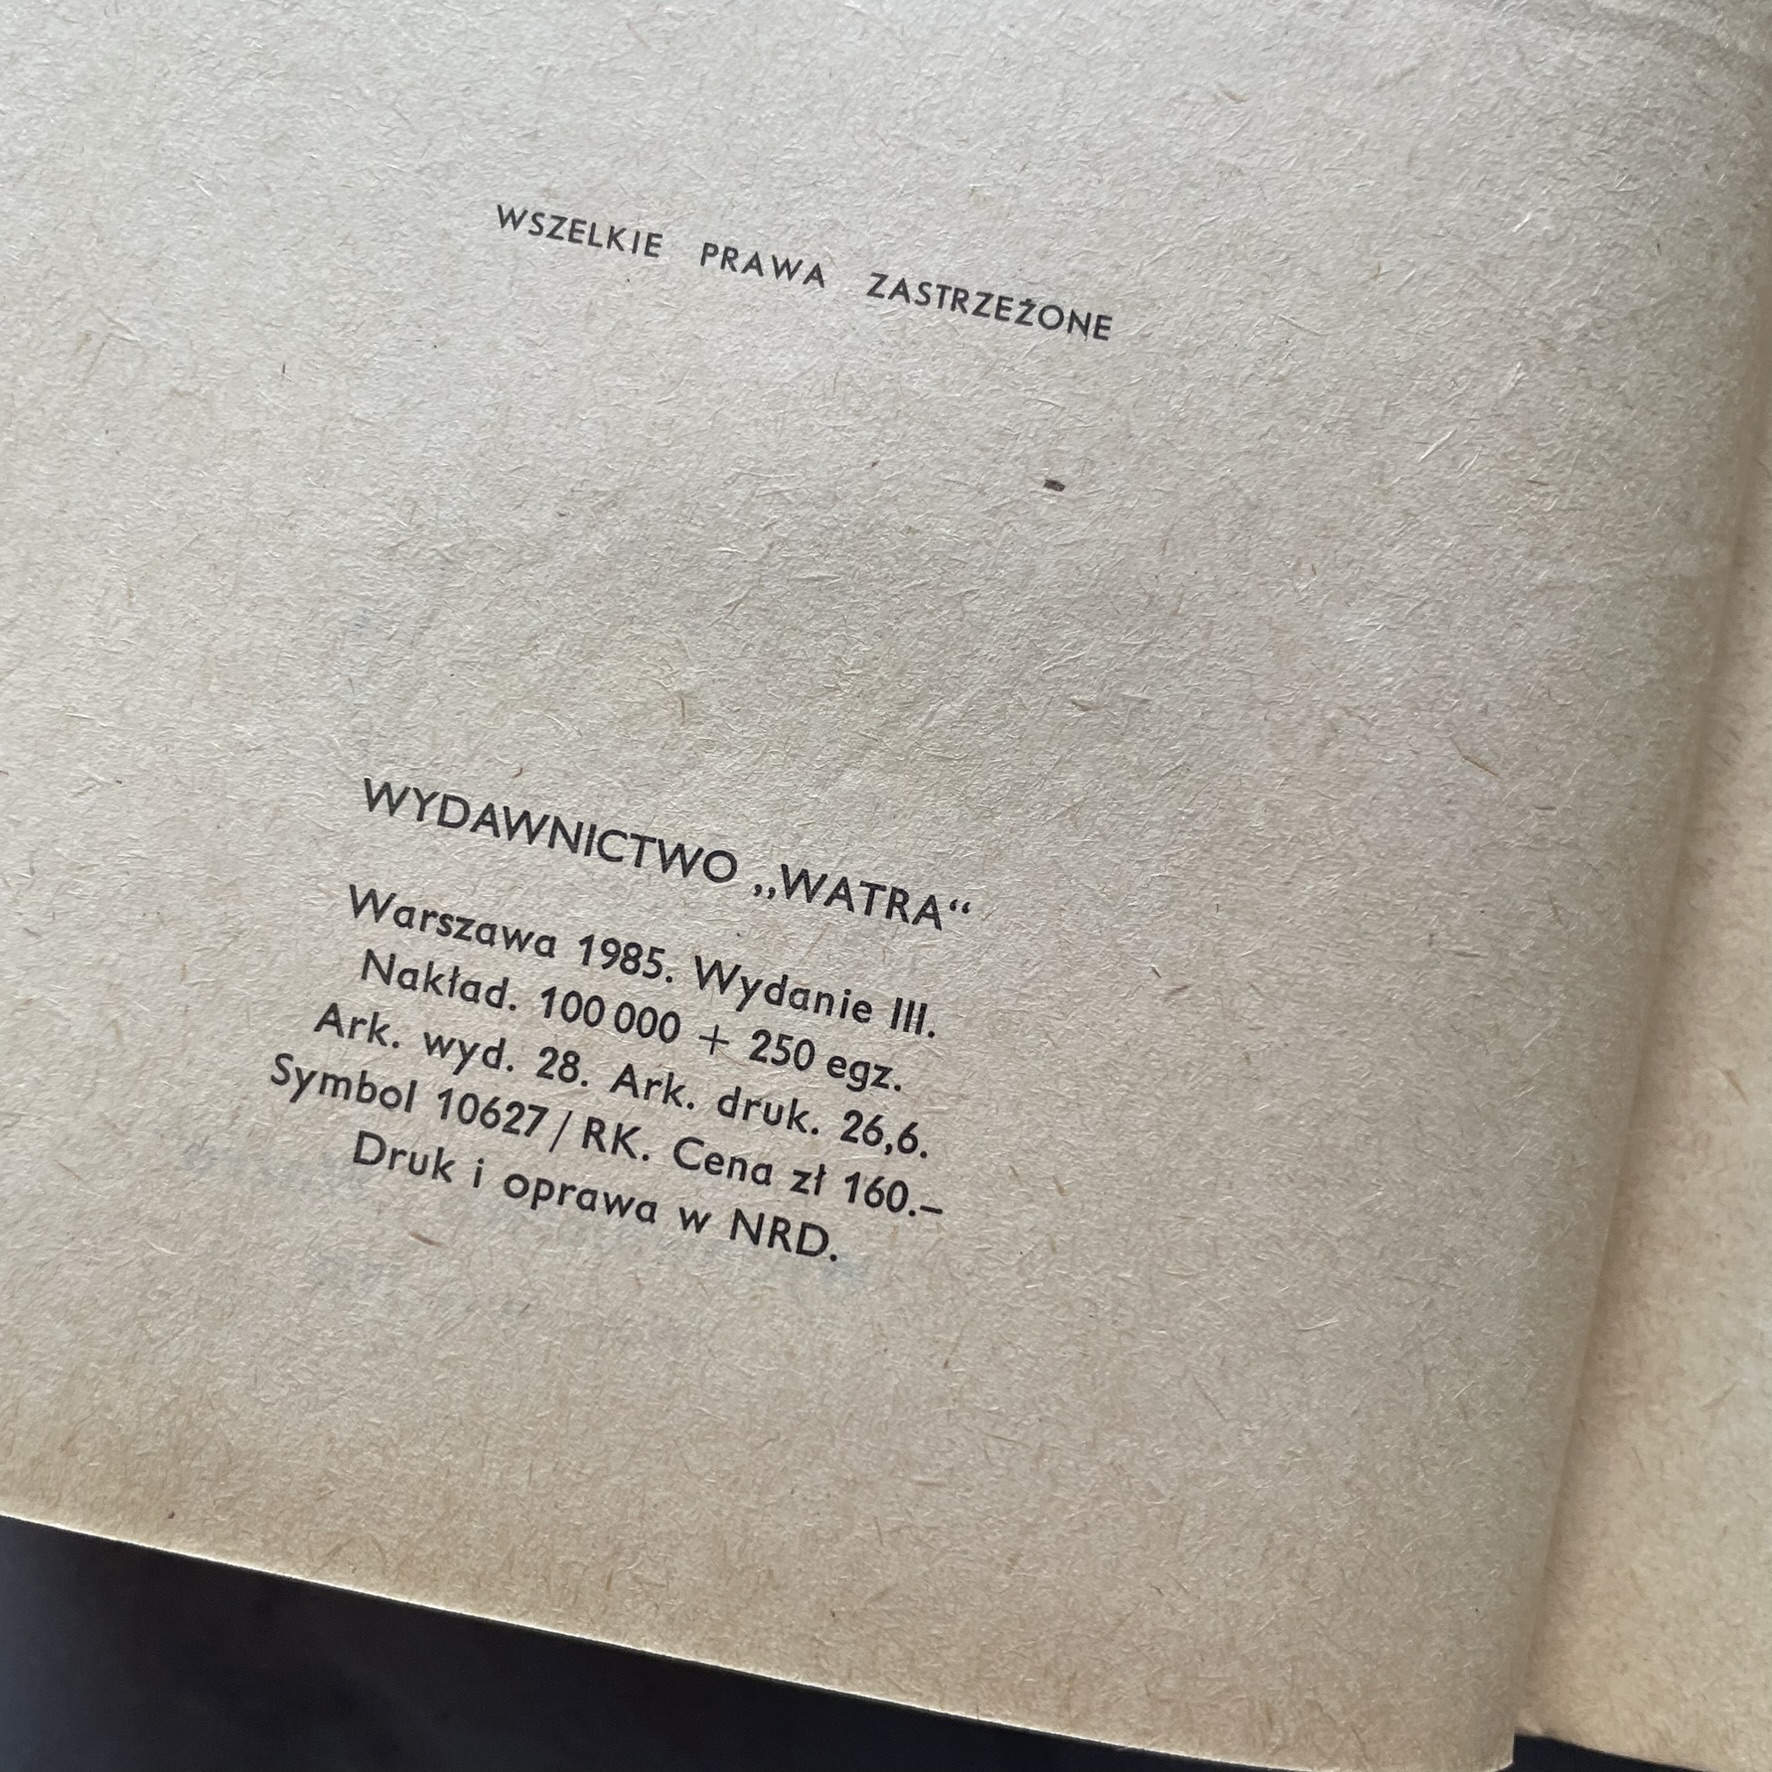 WSZELKIE PRAWA ZASTRZEŻONE
WYDAWNICTWO „WATRA“
Warszawa 1985. Wydanie III.
Nakład. 100 000 + 250 egz.
Ark. wyd. 28. Ark. druk. 26,6.
Symbol 10627 / RK. Cena zł 160.–
Druk i oprawa w NRD.